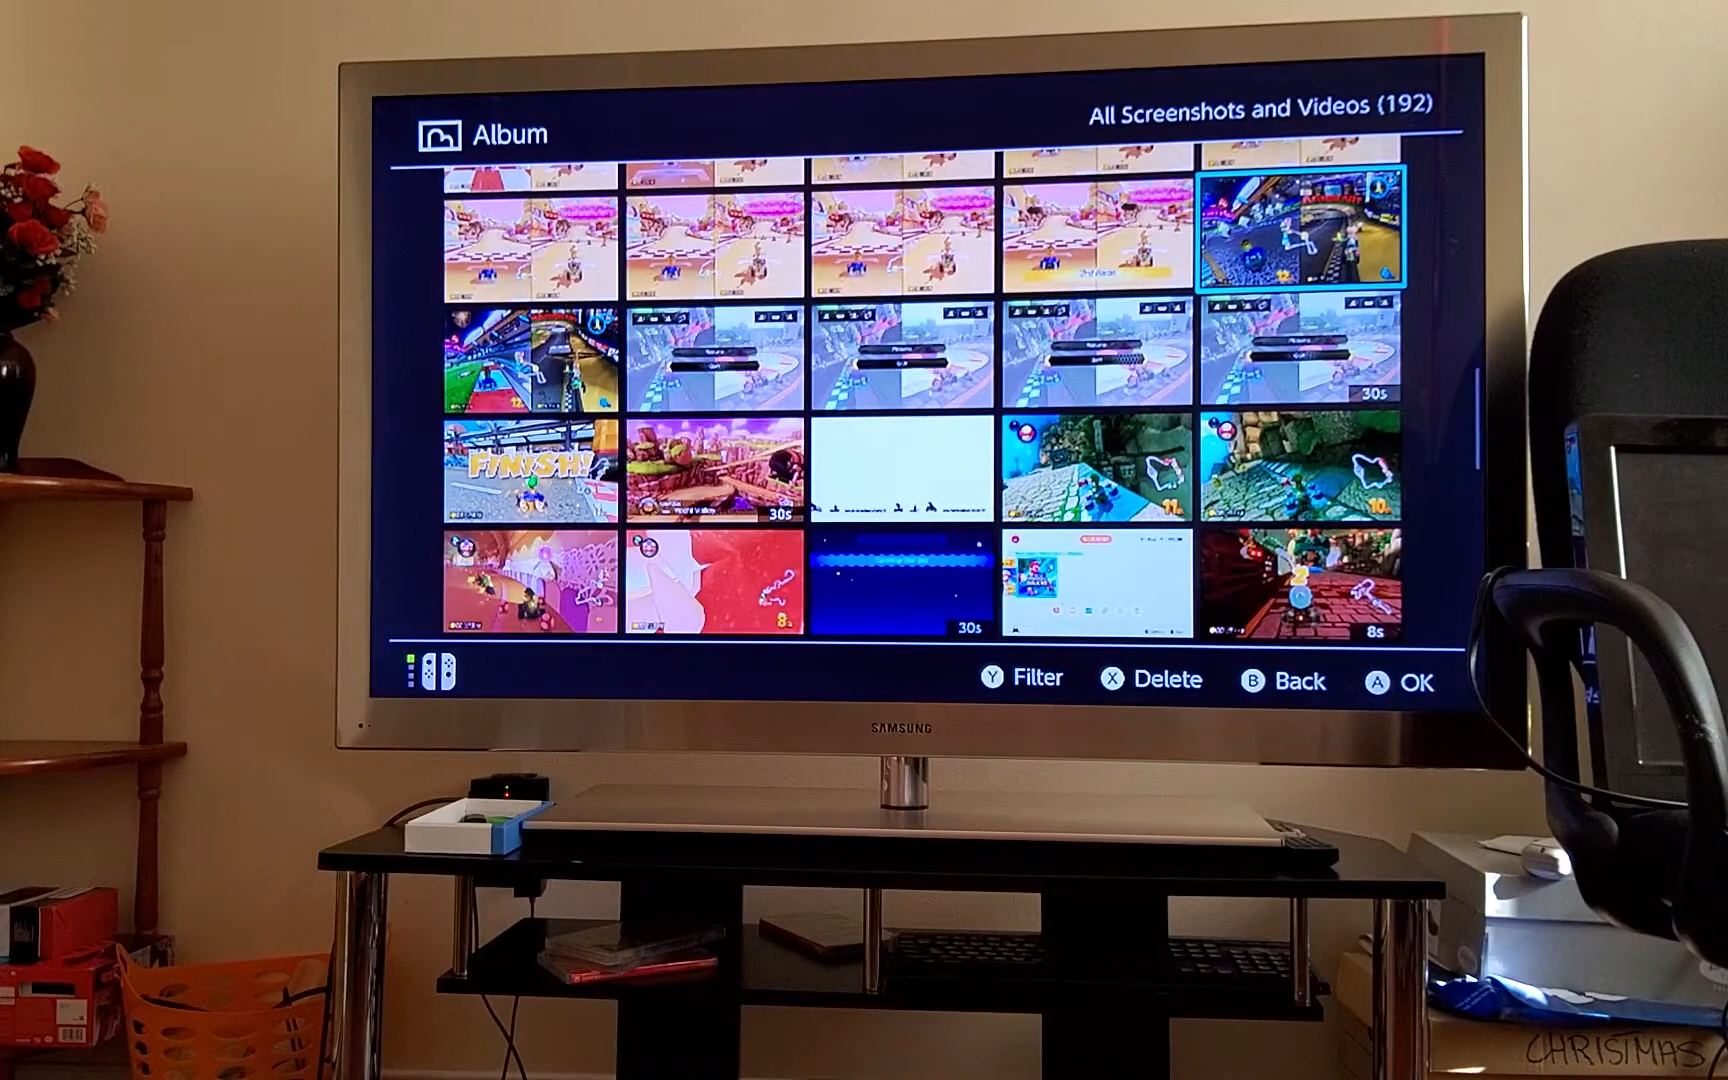 Album
All Screenshots and Videos (192)
30s
FINISH!
30s
11
10
8
30s
8s
Y Filter
X Delete
B Back
A OK
SAMSUNG
CHRISTMAS